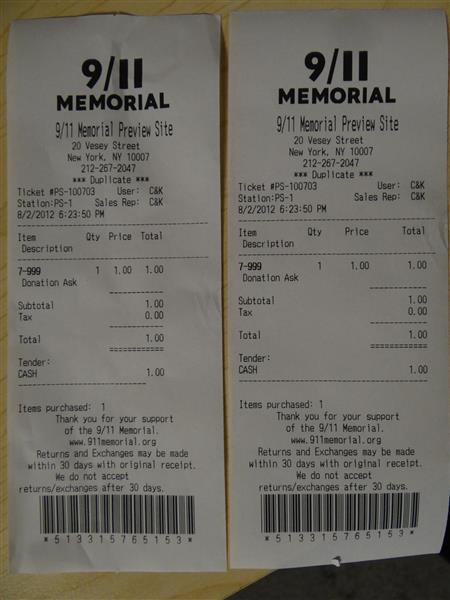 9/11
MEMORIAL
9/11 Memorial Preview Site
20 Vesey Street
New York, NY 10007
212-267-2047
*** Duplicate ***
Ticket #PS-100703 User: C&K
Station:PS-1 Sales Rep: C&K
8/2/2012 6:23:50 PM
Item Qty Price Total
Description
7-999 1 1.00 1.00
Donation Ask
Subtotal 1.00
Tax 0.00
Total 1.00
Tender:
CASH 1.00
Items purchased: 1
Thank you for your support
of the 9/11 Memorial.
www.911memorial.org
Returns and Exchanges may be made
within 30 days with original receipt.
We do not accept
returns/exchanges after 30 days.
*513315765153*
9/11
MEMORIAL
9/11 Memorial Preview Site
20 Vesey Street
New York, NY 10007
212-267-2047
*** Duplicate ***
Ticket #PS-100703 User: C&K
Station:PS-1 Sales Rep: C&K
8/2/2012 6:23:50 PM
Item Qty Price Total
Description
7-999 1 1.00 1.00
Donation Ask
Subtotal 1.00
Tax 0.00
Total 1.00
Tender:
CASH 1.00
Items purchased: 1
Thank you for your support
of the 9/11 Memorial.
www.911memorial.org
Returns and Exchanges may be made
within 30 days with original receipt.
We do not accept
returns/exchanges after 30 days.
*513315765153*